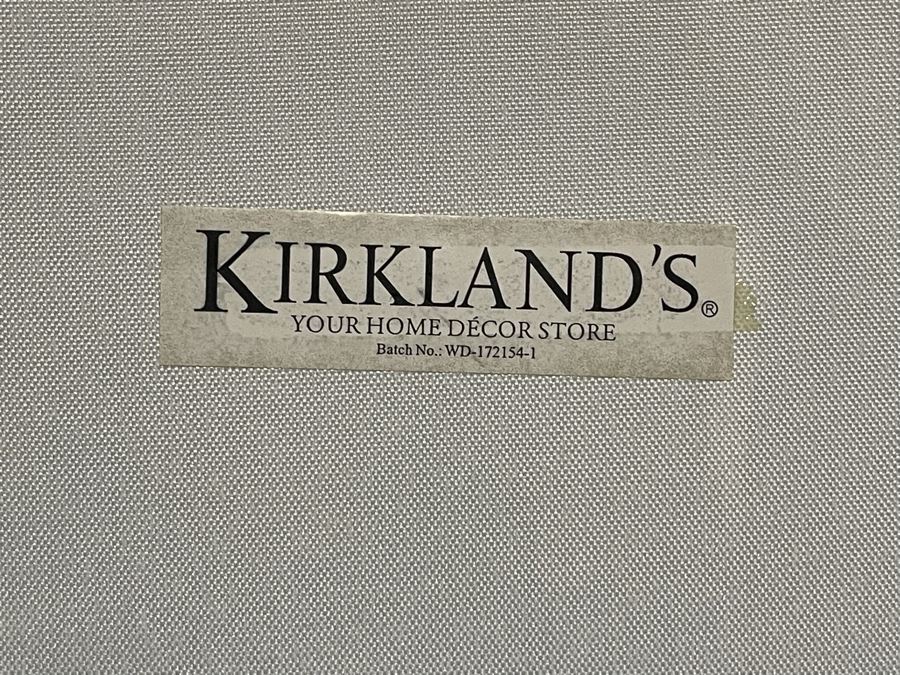 KIRKLAND'S®
YOUR HOME DÉCOR STORE
Batch No.: WD-172154-1